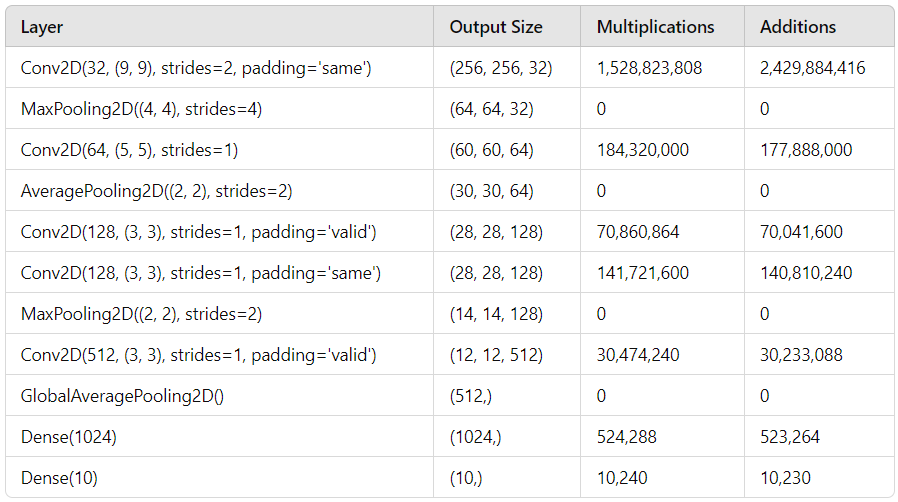 Layer Output Size Multiplications Additions
Conv2D(32, (9, 9), strides=2, padding='same') (256, 256, 32) 1,528,823,808 2,429,884,416
MaxPooling2D((4, 4), strides=4) (64, 64, 32) 0 0
Conv2D(64, (5, 5), strides=1) (60, 60, 64) 184,320,000 177,888,000
AveragePooling2D((2, 2), strides=2) (30, 30, 64) 0 0
Conv2D(128, (3, 3), strides=1, padding='valid') (28, 28, 128) 70,860,864 70,041,600
Conv2D(128, (3, 3), strides=1, padding='same') (28, 28, 128) 141,721,600 140,810,240
MaxPooling2D((2, 2), strides=2) (14, 14, 128) 0 0
Conv2D(512, (3, 3), strides=1, padding='valid') (12, 12, 512) 30,474,240 30,233,088
GlobalAveragePooling2D() (512,) 0 0
Dense(1024) (1024,) 524,288 523,264
Dense(10) (10,) 10,240 10,230